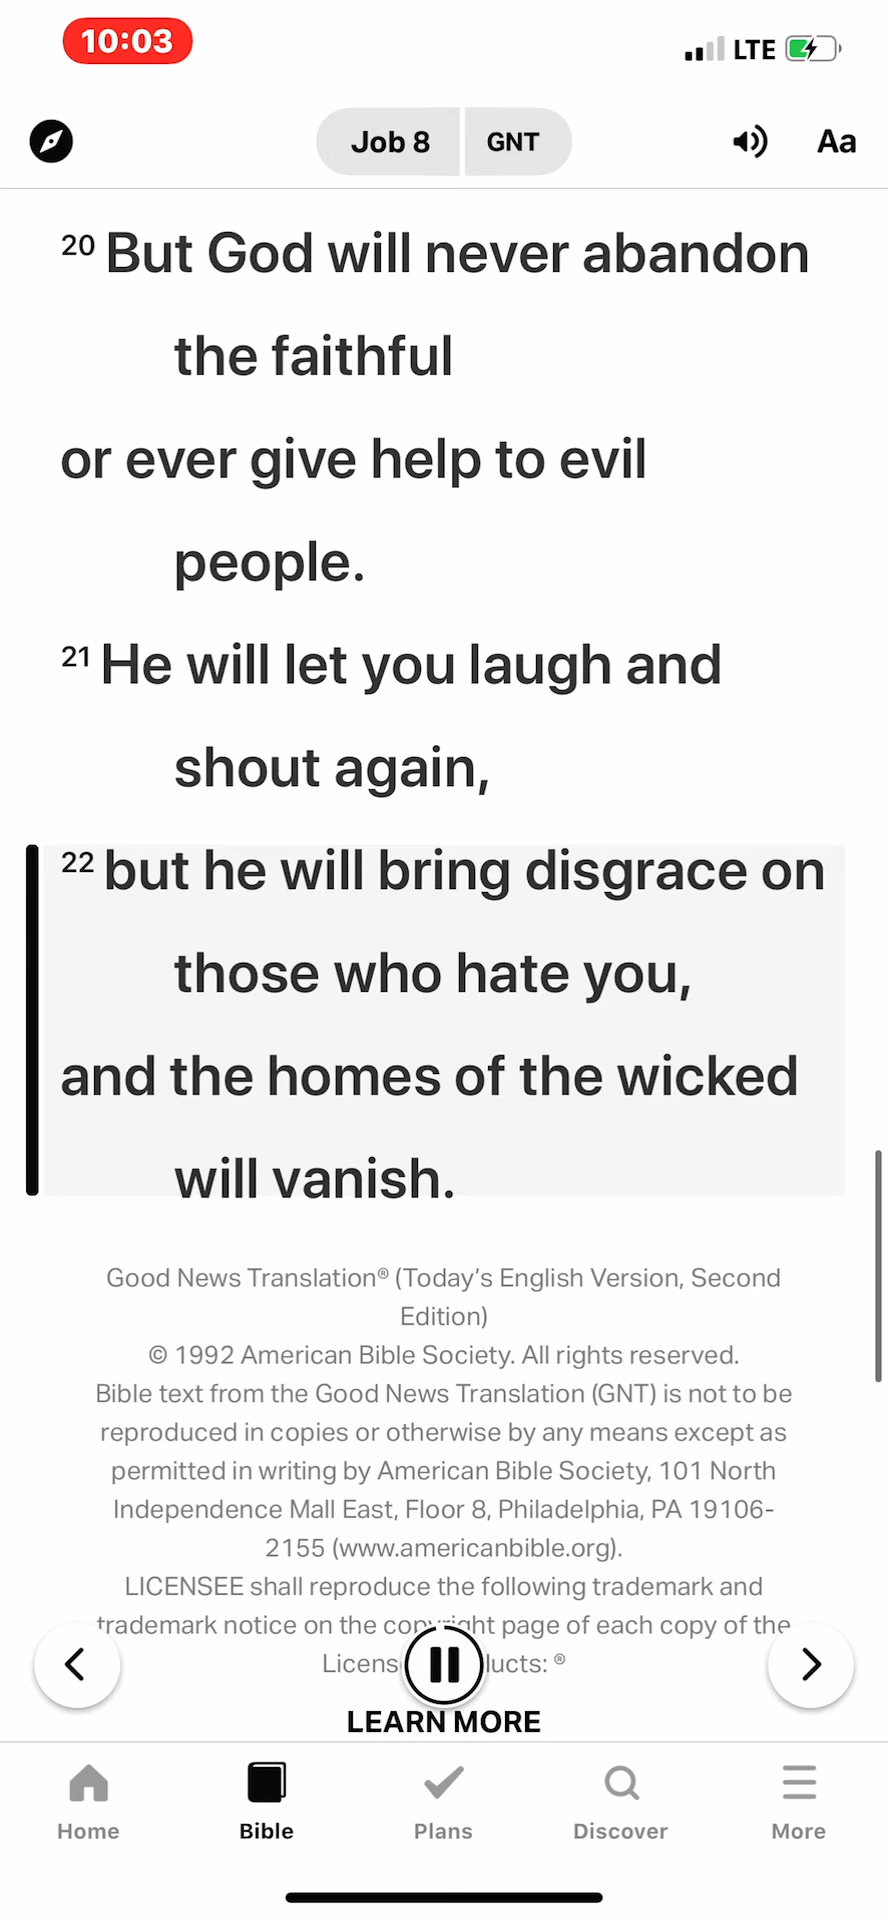 10:03
LTE
Job 8 GNT
Aa
20 But God will never abandon
the faithful
or ever give help to evil
people.
21 He will let you laugh and
shout again,
22 but he will bring disgrace on
those who hate you,
and the homes of the wicked
will vanish.
Good News Translation® (Today’s English Version, Second
Edition)
© 1992 American Bible Society. All rights reserved.
Bible text from the Good News Translation (GNT) is not to be
reproduced in copies or otherwise by any means except as
permitted in writing by American Bible Society, 101 North
Independence Mall East, Floor 8, Philadelphia, PA 19106-
2155 (www.americanbible.org).
LICENSEE shall reproduce the following trademark and
trademark notice on the copyright page of each copy of the
®
LEARN MORE
Home Bible Plans Discover More